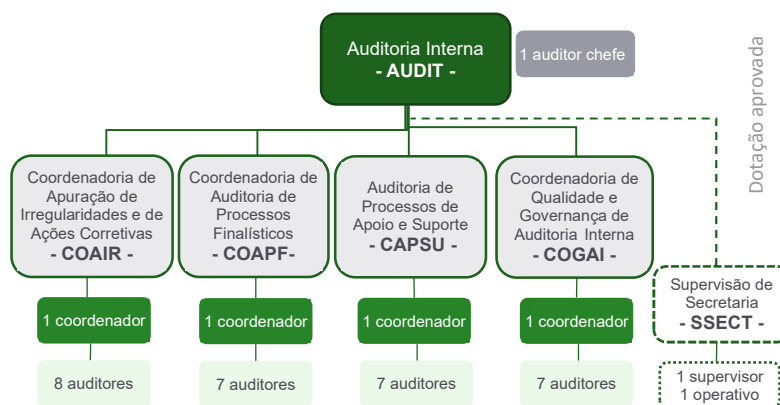 Auditoria Interna
- AUDIT -
1 auditor chefe
Dotação aprovada
Coordenadoria de
Apuração de
Irregularidades e de
Ações Corretivas
- COAIR -
Coordenadoria de
Auditoria de
Processos
Finalísticos
- COAPF-
Auditoria de
Processos de
Apoio e Suporte
- CAPSU -
Coordenadoria de
Qualidade e
Governança de
Auditoria Interna
- COGAI -
Supervisão de
Secretaria
- SSECT -
1 coordenador
1 coordenador
1 coordenador
1 coordenador
8 auditores
7 auditores
7 auditores
7 auditores
1 supervisor
1 operativo